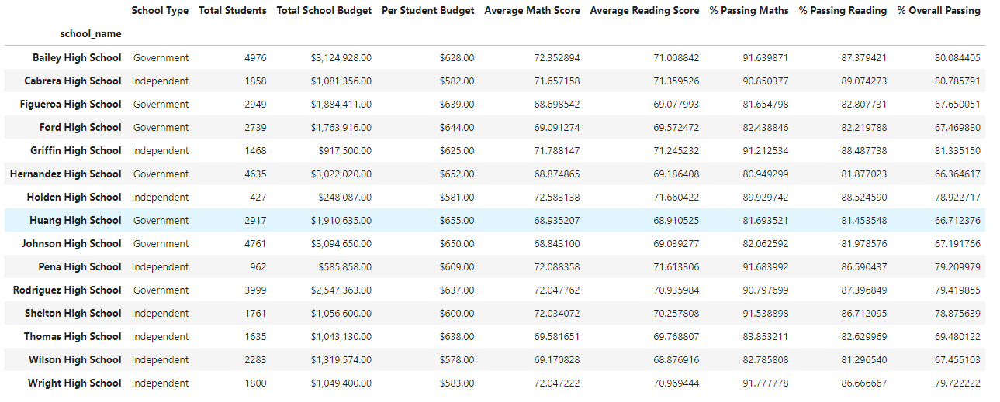 School Type Total Students Total School Budget Per Student Budget Average Math Score Average Reading Score % Passing Maths % Passing Reading % Overall Passing
school_name
Bailey High School Government 4976 $3,124,928.00 $628.00 72.352894 71.008842 91.639871 87.379421 80.084405
Cabrera High School Independent 1858 $1,081,356.00 $582.00 71.657158 71.359526 90.850377 89.074273 80.785791
Figueroa High School Government 2949 $1,884,411.00 $639.00 68.698542 69.077993 81.654798 82.807731 67.650051
Ford High School Government 2739 $1,763,916.00 $644.00 69.091274 69.572472 82.438846 82.219788 67.469880
Griffin High School Independent 1468 $917,500.00 $625.00 71.788147 71.245232 91.212534 88.487738 81.335150
Hernandez High School Government 4635 $3,022,020.00 $652.00 68.874865 69.186408 80.949299 81.877023 66.364617
Holden High School Independent 427 $248,087.00 $581.00 72.583138 71.660422 89.929742 88.524590 78.922717
Huang High School Government 2917 $1,910,635.00 $655.00 68.935207 68.910525 81.693521 81.453548 66.712376
Johnson High School Government 4761 $3,094,650.00 $650.00 68.843100 69.039277 82.062592 81.978576 67.191766
Pena High School Independent 962 $585,858.00 $609.00 72.088358 71.613306 91.683992 86.590437 79.209979
Rodriguez High School Government 3999 $2,547,363.00 $637.00 72.047762 70.935984 90.797699 87.396849 79.419855
Shelton High School Independent 1761 $1,056,600.00 $600.00 72.034072 70.257808 91.538898 86.712095 78.875639
Thomas High School Independent 1635 $1,043,130.00 $638.00 69.581651 69.768807 83.853211 82.629969 69.480122
Wilson High School Independent 2283 $1,319,574.00 $578.00 69.170828 68.876916 82.785808 81.296540 67.455103
Wright High School Independent 1800 $1,049,400.00 $583.00 72.047222 70.969444 91.777778 86.666667 79.722222